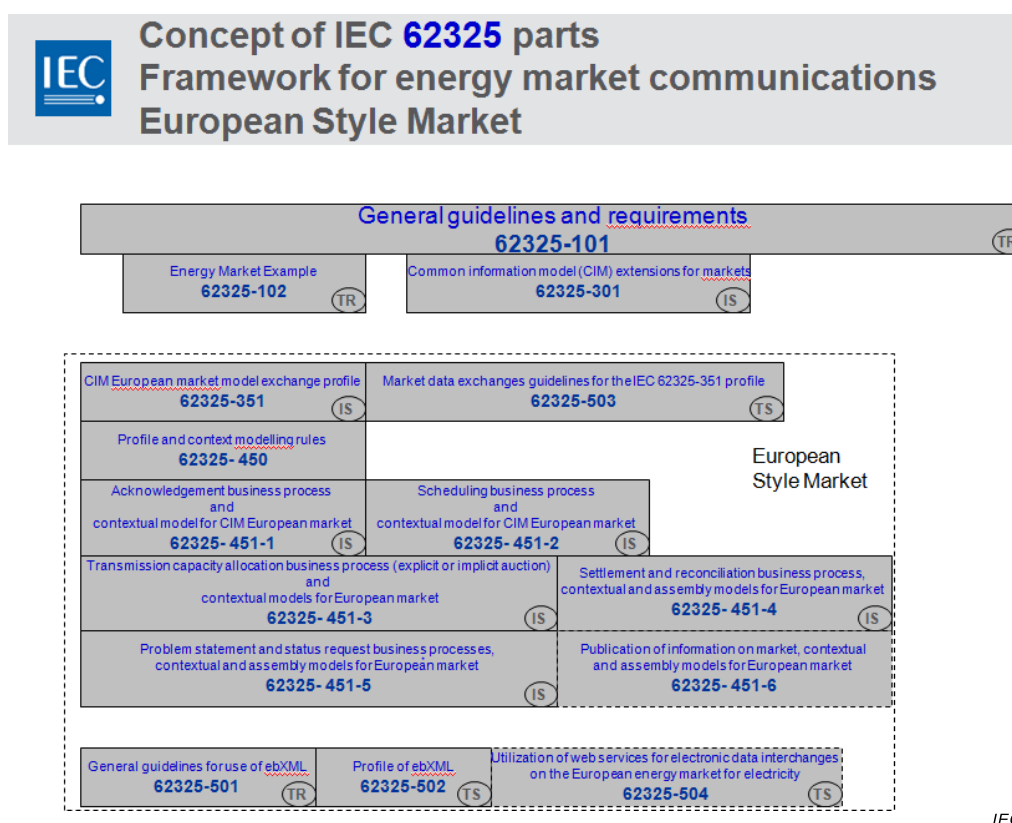 IEC
Concept of IEC 62325 parts
Framework for energy market communications
European Style Market
General guidelines and requirements
62325-101
TR
Energy Market Example
62325-102
TR
Common information model (CIM) extensions for markets
62325-301
IS
CIM European market model exchange profile
62325-351
IS
Market data exchanges guidelines for the IEC 62325-351 profile
62325-503
TS
Profile and context modelling rules
62325- 450
European
Style Market
Acknowledgement business process
and
contextual model for CIM European market
62325- 451-1
IS
Scheduling business process
and
contextual model for CIM European market
62325- 451-2
IS
Transmission capacity allocation business process (explicit or implicit auction)
and
contextual models for European market
62325- 451-3
IS
Settlement and reconciliation business process,
contextual and assembly models for European market
62325- 451-4
IS
Problem statement and status request business processes,
contextual and assembly models for European market
62325- 451-5
IS
Publication of information on market, contextual
and assembly models for European market
62325- 451-6
General guidelines for use of ebXML
62325-501
TR
Profile of ebXML
62325-502
TS
Utilization of web services for electronic data interchanges
on the European energy market for electricity
62325-504
TS
IEC